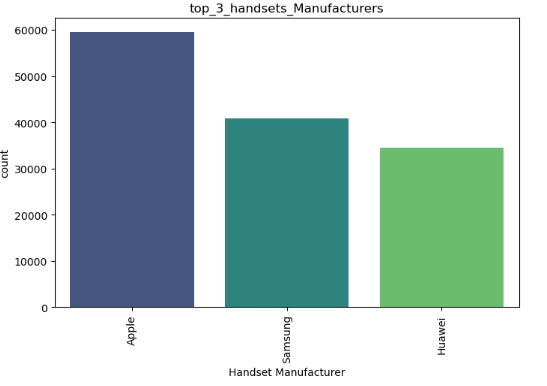 top_3_handsets_Manufacturers
60000
50000
40000
30000
20000
10000
0
count
Apple
Samsung
Huawei
Handset Manufacturer